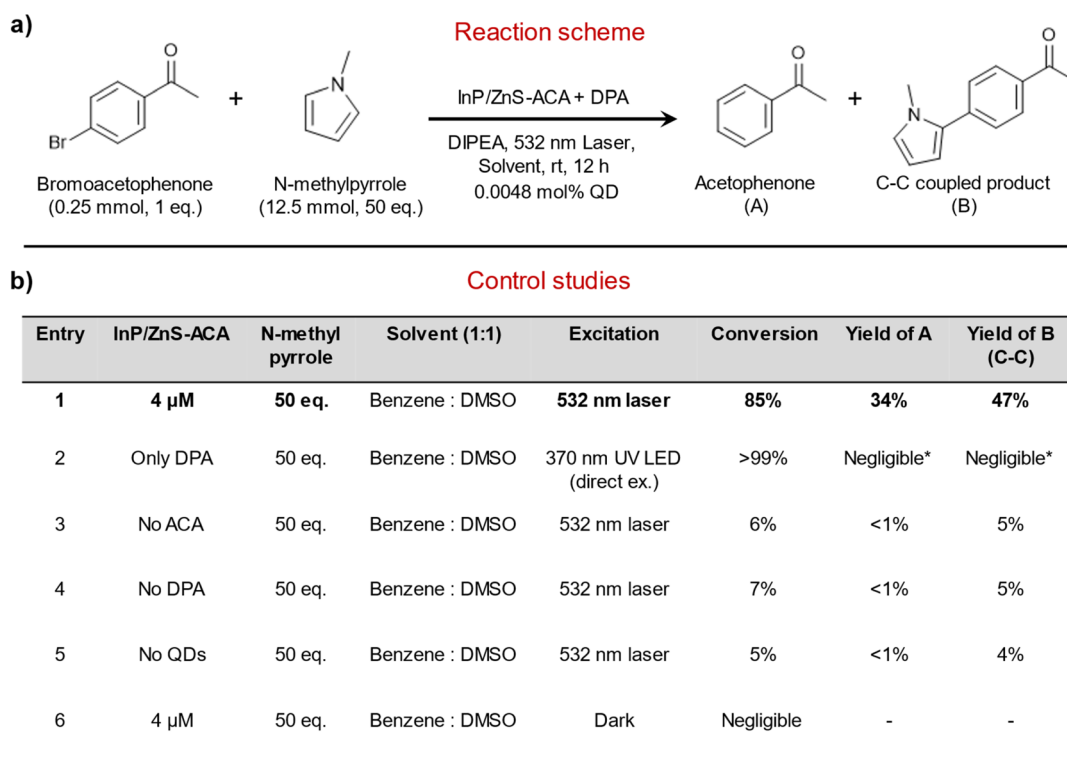 a)
Reaction scheme
O
Br
+
N
InP/ZnS-ACA + DPA
DIPEA, 532 nm Laser,
Solvent, rt, 12 h
0.0048 mol% QD
O
+
N
O
Bromoacetophenone
(0.25 mmol, 1 eq.)
N-methylpyrrole
(12.5 mmol, 50 eq.)
Acetophenone
(A)
C-C coupled product
(B)
b)
Control studies
Entry InP/ZnS-ACA N-methyl pyrrole Solvent (1:1) Excitation Conversion Yield of A Yield of B (C-C)
1 4 µM 50 eq. Benzene : DMSO 532 nm laser 85% 34% 47%
2 Only DPA 50 eq. Benzene : DMSO 370 nm UV LED (direct ex.) >99% Negligible* Negligible*
3 No ACA 50 eq. Benzene : DMSO 532 nm laser 6% <1% 5%
4 No DPA 50 eq. Benzene : DMSO 532 nm laser 7% <1% 5%
5 No QDs 50 eq. Benzene : DMSO 532 nm laser 5% <1% 4%
6 4 µM 50 eq. Benzene : DMSO Dark Negligible - -